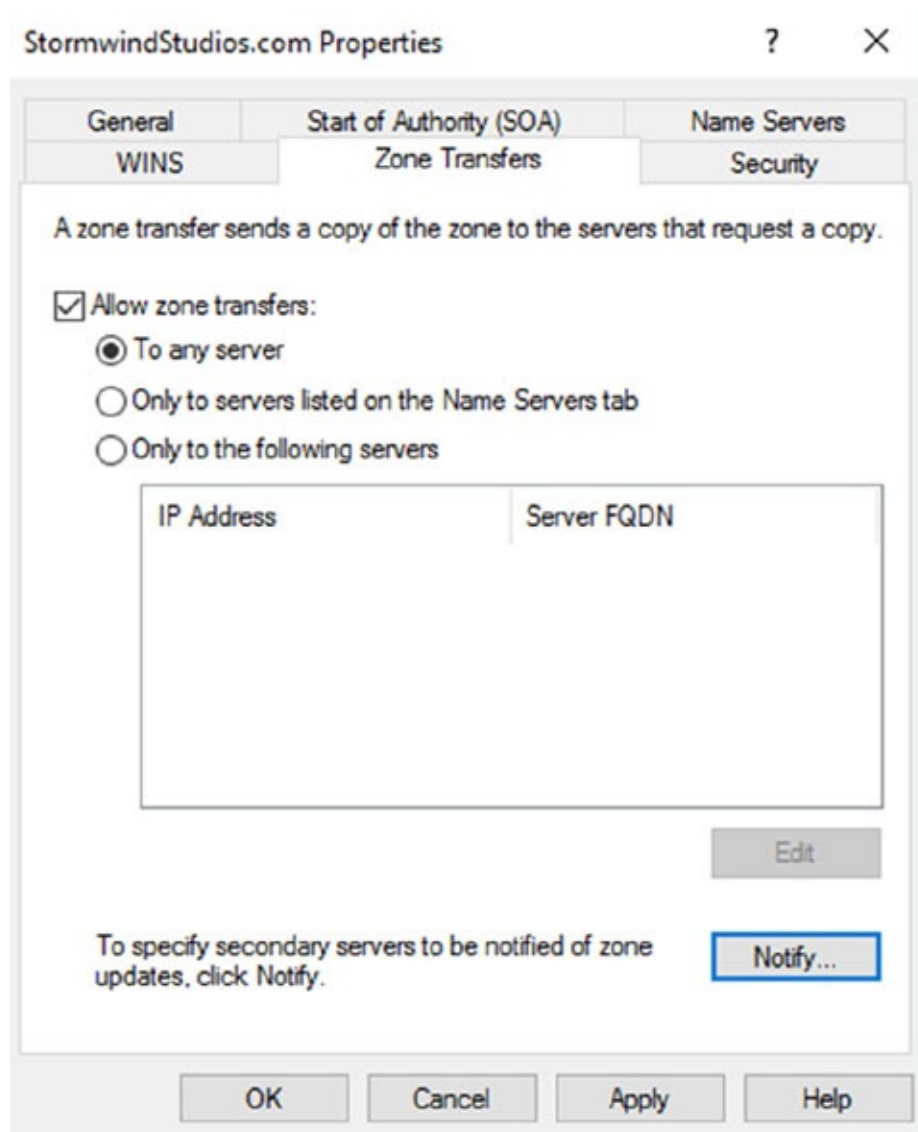 StormwindStudios.com Properties ? ×
General Start of Authority (SOA) Name Servers
WINS Zone Transfers Security
A zone transfer sends a copy of the zone to the servers that request a copy.
Allow zone transfers:
To any server
Only to servers listed on the Name Servers tab
Only to the following servers
IP Address Server FQDN
Edit
To specify secondary servers to be notified of zone
updates, click Notify.
Notify...
OK Cancel Apply Help